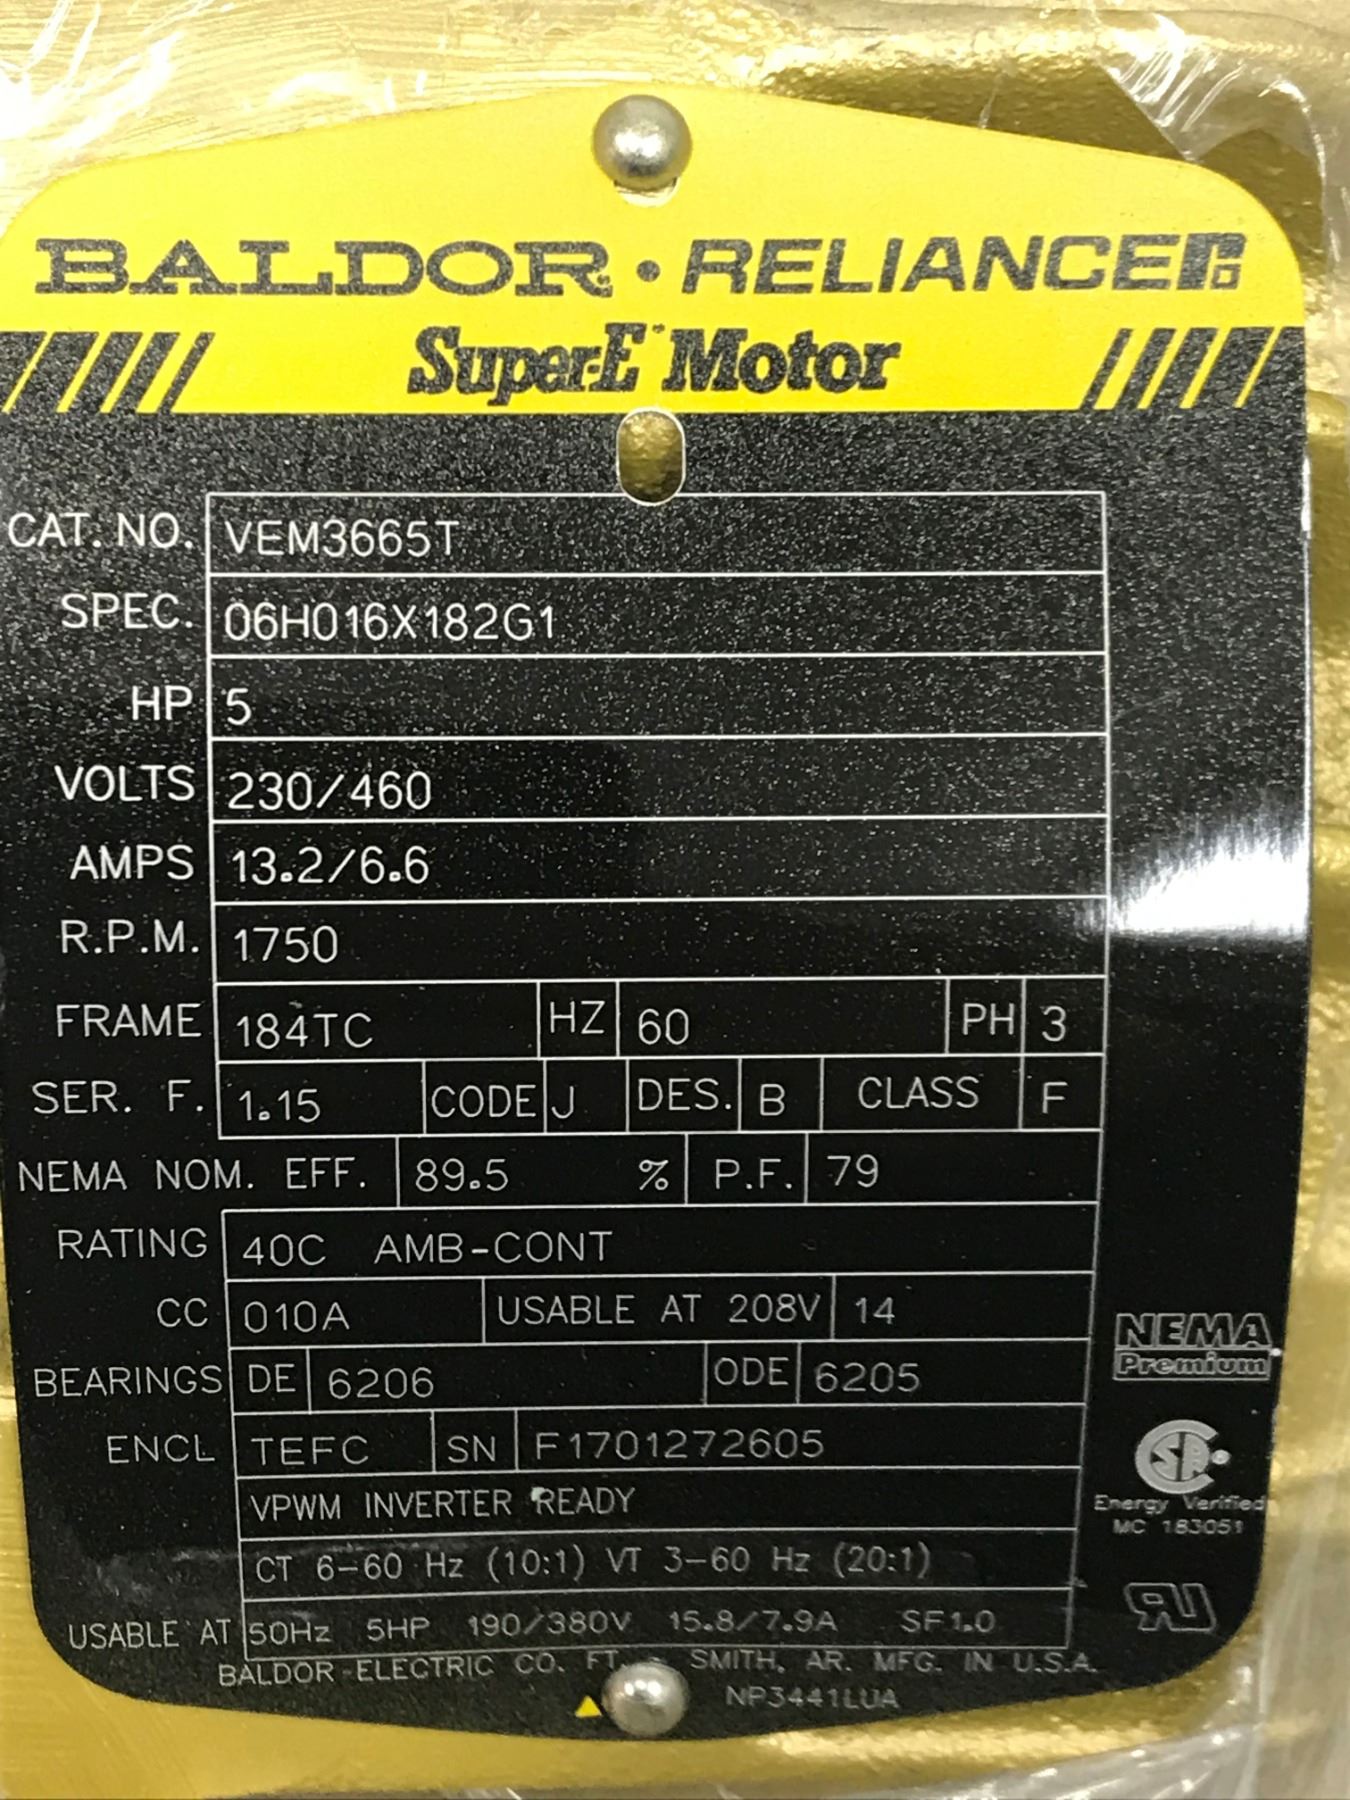 BALDOR • RELIANCE
Super-E™ Motor
CAT. NO. VEM3665T
SPEC. 06H016X182G1
HP 5
VOLTS 230/460
AMPS 13.2/6.6
R.P.M. 1750
FRAME 184TC HZ 60 PH 3
SER. F. 1.15 CODE J DES. B CLASS F
NEMA NOM. EFF. 89.5 % P.F. 79
RATING 40C AMB-CONT
CC 010A USABLE AT 208V 14
BEARINGS DE 6206 ODE 6205
ENCL TEFC SN F1701272605
VPWM INVERTER READY
CT 6-60 Hz (10:1) VT 3-60 Hz (20:1)
USABLE AT 50Hz 5HP 190/380V 15.8/7.9A SF1.0
BALDOR ELECTRIC CO. FT. SMITH, AR. MFG. IN U.S.A.
NP3441LUA
NEMA
Premium
Energy Verified
MC 183051